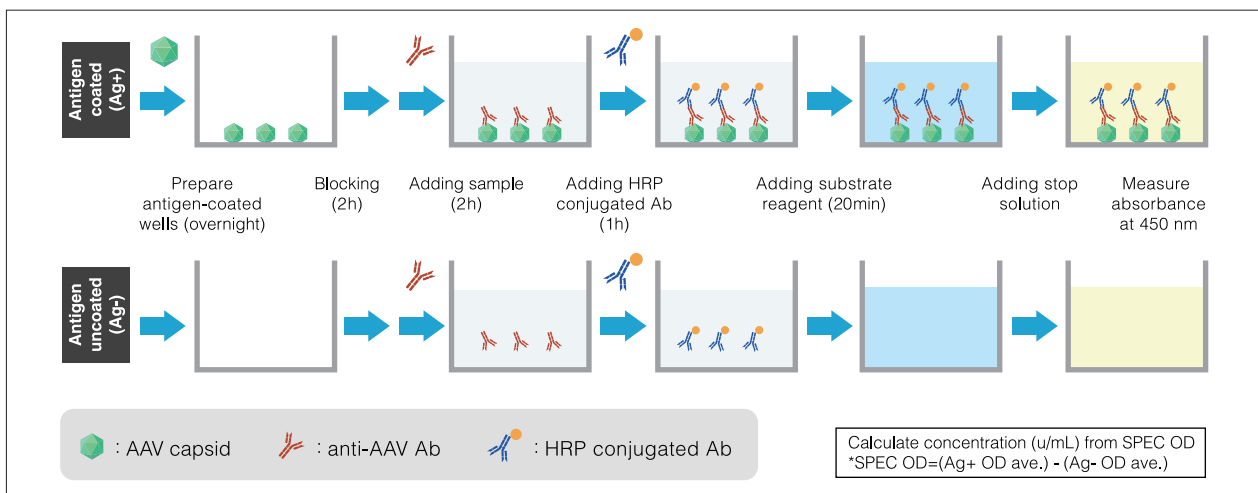 Antigen
coated
(Ag+)
Prepare
antigen-coated
wells (overnight)
Blocking
(2h)
Adding sample
(2h)
Adding HRP
conjugated Ab
(1h)
Adding substrate
reagent (20min)
Adding stop
solution
Measure
absorbance
at 450 nm
Antigen
uncoated
(Ag-)
: AAV capsid
: anti-AAV Ab
: HRP conjugated Ab
Calculate concentration (u/mL) from SPEC OD
*SPEC OD=(Ag+ OD ave.) - (Ag- OD ave.)